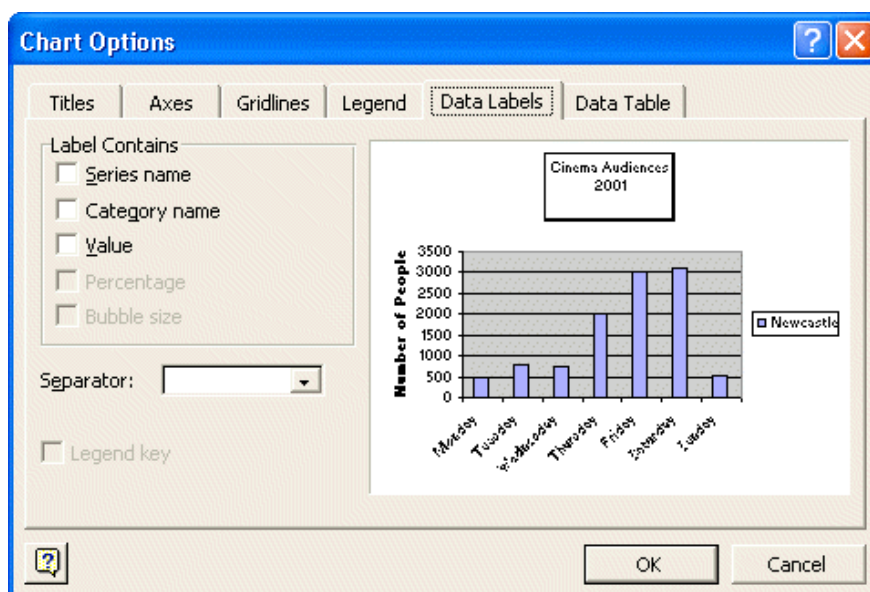 Chart Options
Titles Axes Gridlines Legend Data Labels Data Table
Label Contains
Series name
Category name
Value
Percentage
Bubble size
Separator:
Legend key
Cinema Audiences
2001
Number of People
3500
3000
2500
2000
1500
1000
500
0
Monday Tuesday Wednesday Thursday Friday Saturday Sunday
Newcastle
OK Cancel